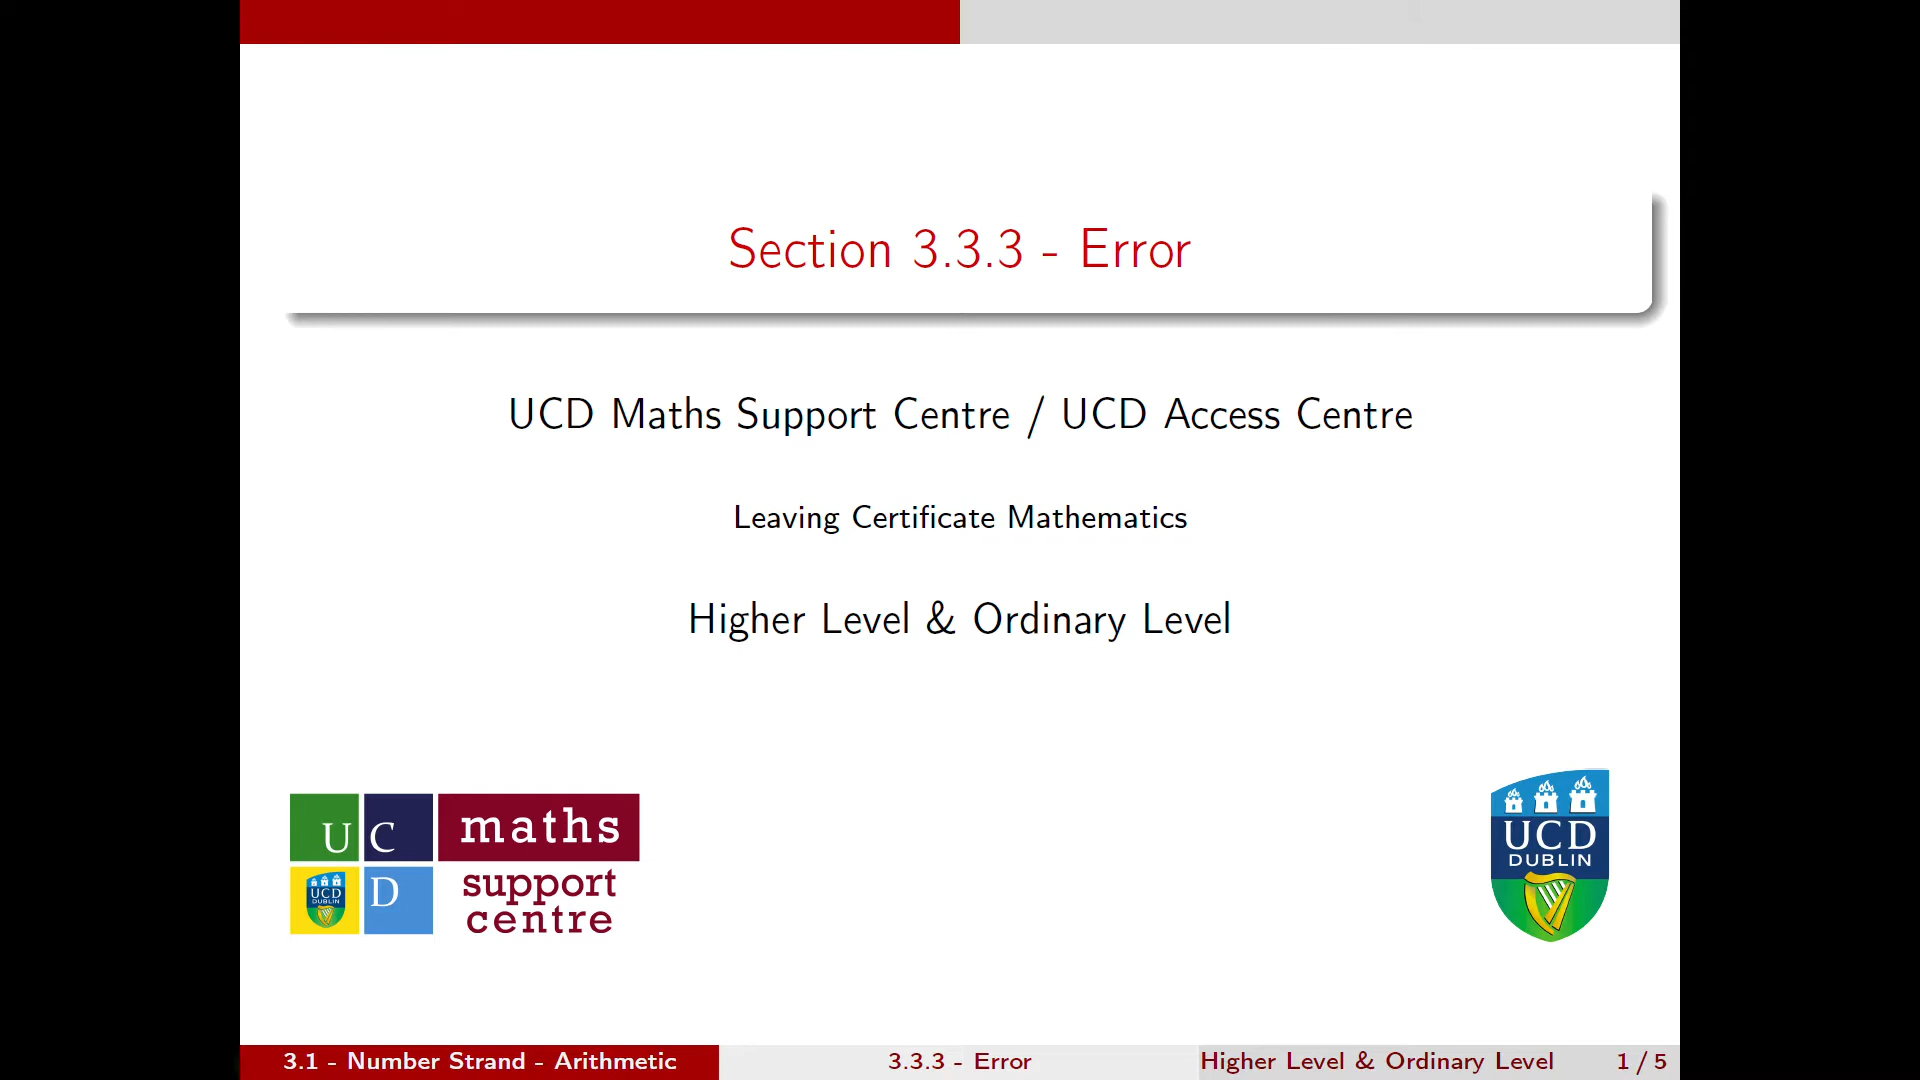 Section 3.3.3 - Error
UCD Maths Support Centre / UCD Access Centre
Leaving Certificate Mathematics
Higher Level & Ordinary Level
U C maths
D support
centre
UCD
DUBLIN
UCD
DUBLIN
3.1 - Number Strand - Arithmetic 3.3.3 - Error Higher Level & Ordinary Level 1 / 5